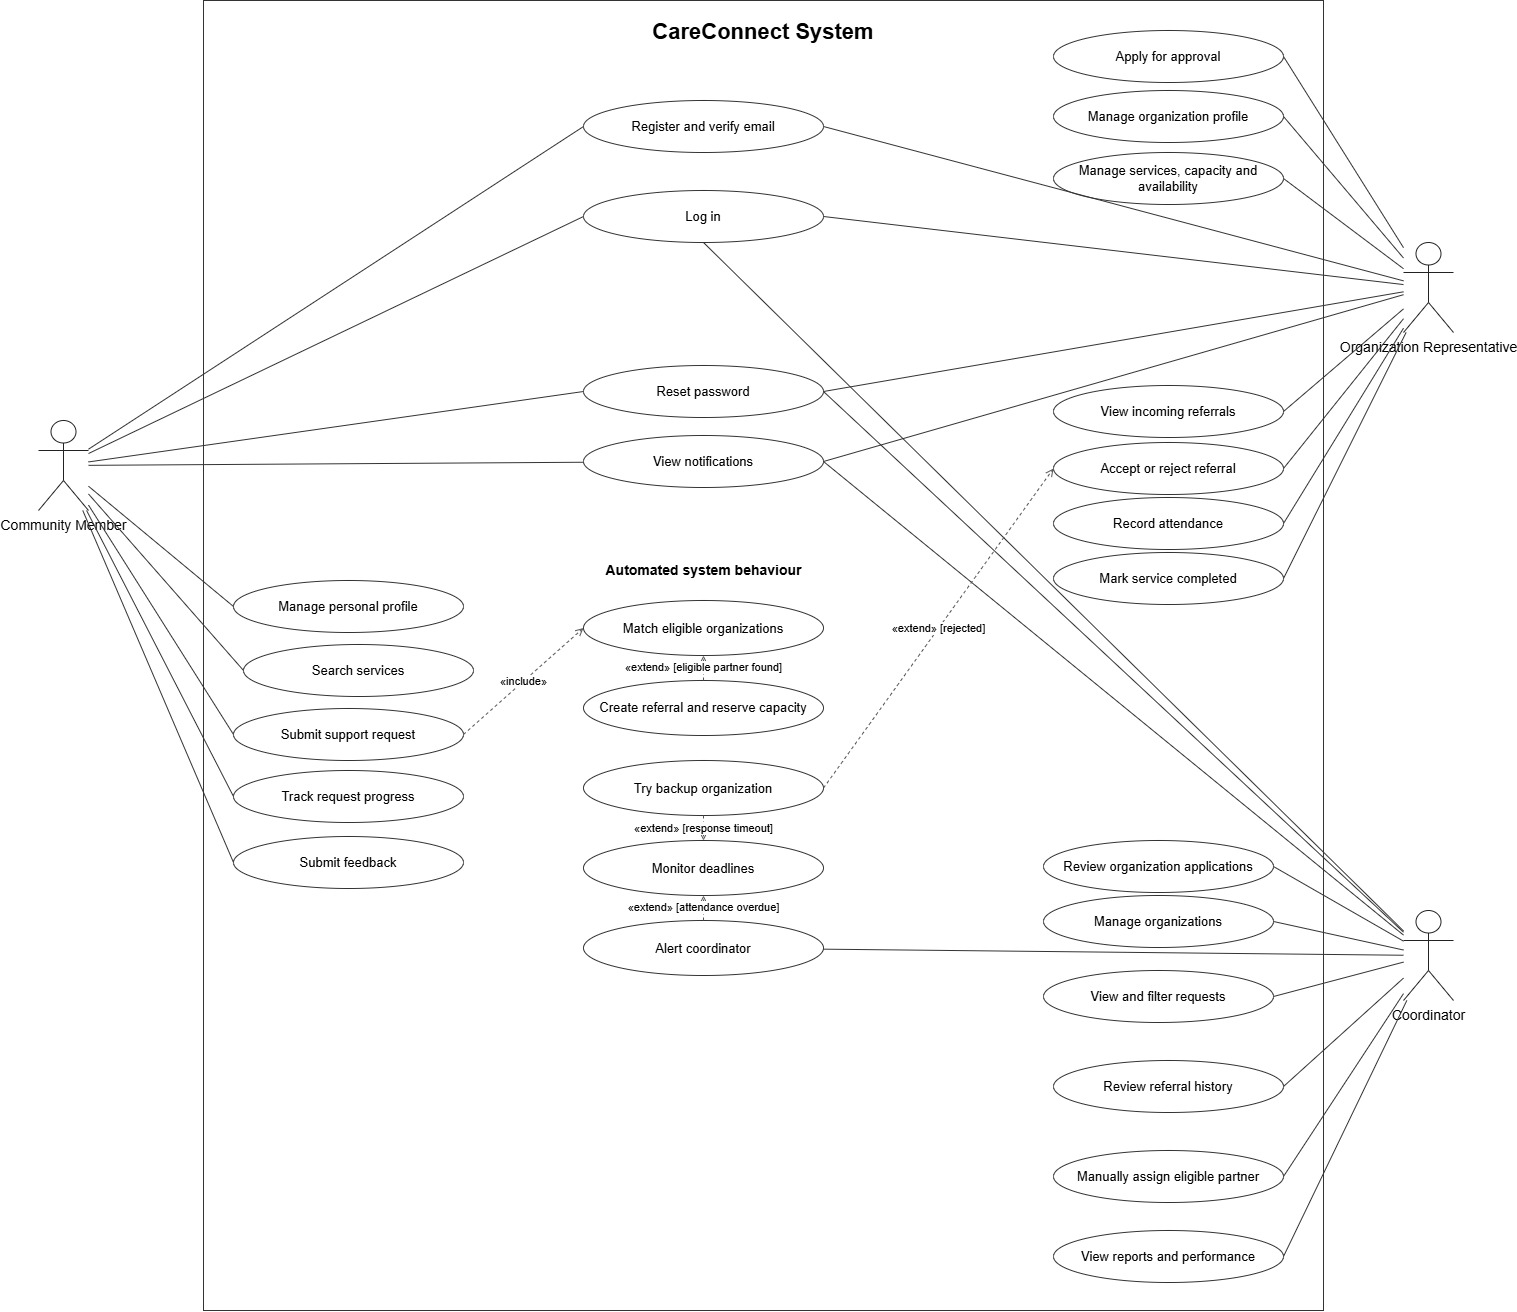 CareConnect System
Apply for approval
Manage organization profile
Manage services, capacity and
availability
Register and verify email
Log in
Organization Representative
Reset password
View notifications
View incoming referrals
Accept or reject referral
Record attendance
Mark service completed
Community Member
Automated system behaviour
Manage personal profile
Search services
Submit support request
Track request progress
Submit feedback
«include»
Match eligible organizations
«extend» [eligible partner found]
Create referral and reserve capacity
«extend» [rejected]
Try backup organization
«extend» [response timeout]
Monitor deadlines
«extend» [attendance overdue]
Alert coordinator
Review organization applications
Manage organizations
View and filter requests
Coordinator
Review referral history
Manually assign eligible partner
View reports and performance